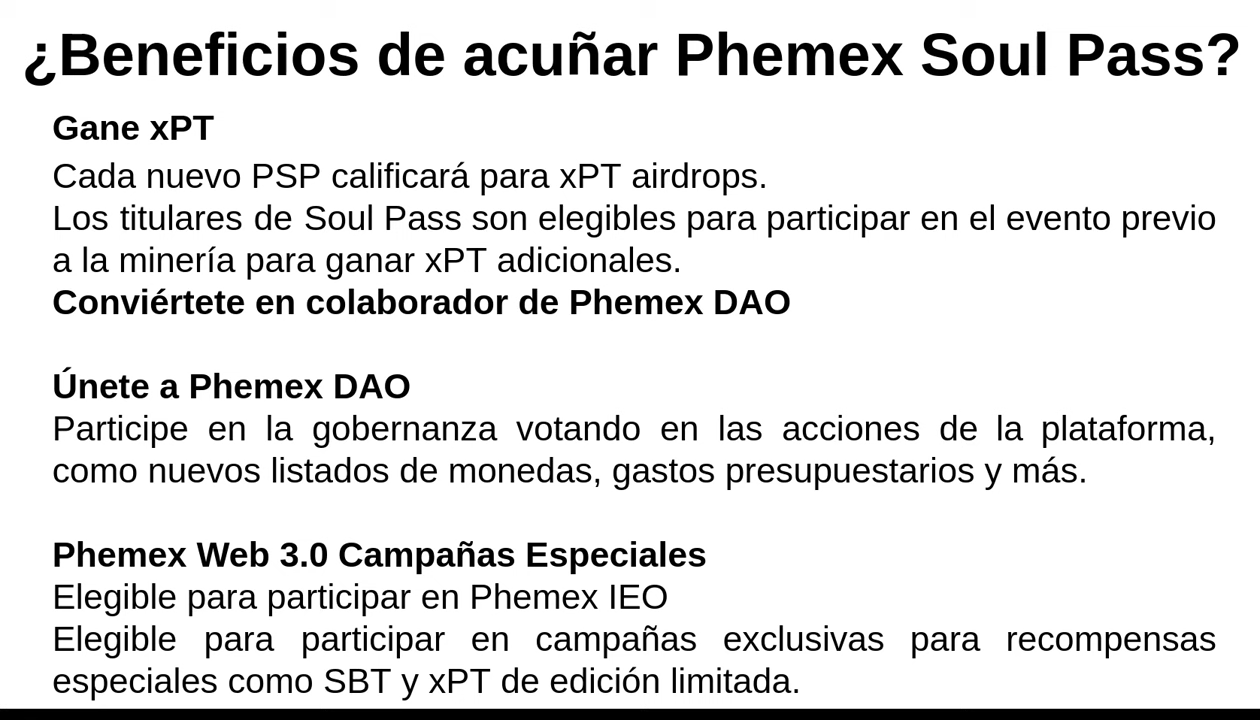 ¿Beneficios de acuñar Phemex Soul Pass?
Gane xPT
Cada nuevo PSP calificará para xPT airdrops.
Los titulares de Soul Pass son elegibles para participar en el evento previo
a la minería para ganar xPT adicionales.
Conviértete en colaborador de Phemex DAO
Únete a Phemex DAO
Participe en la gobernanza votando en las acciones de la plataforma,
como nuevos listados de monedas, gastos presupuestarios y más.
Phemex Web 3.0 Campañas Especiales
Elegible para participar en Phemex IEO
Elegible para participar en campañas exclusivas para recompensas
especiales como SBT y xPT de edición limitada.